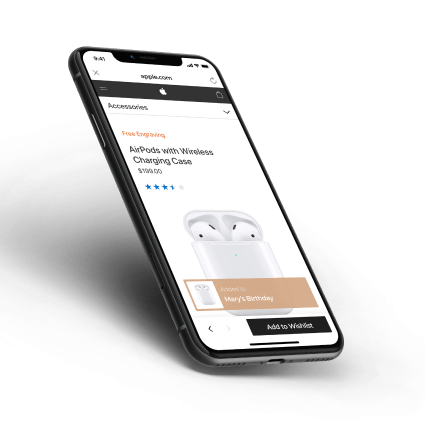 9:41
apple.com
Accessories
Free Engraving
AirPods with Wireless
Charging Case
$199.00
Added to
Mary's Birthday
Add to Wishlist